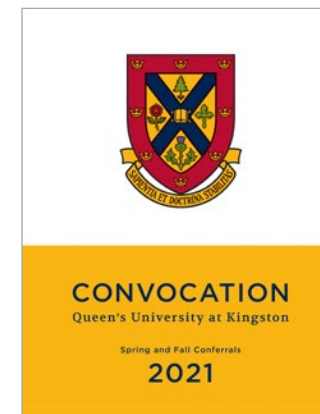 SAPIENTIA ET DOCTRINA STABILITAS
CONVOCATION
Queen's University at Kingston
Spring and Fall Conferrals
2021